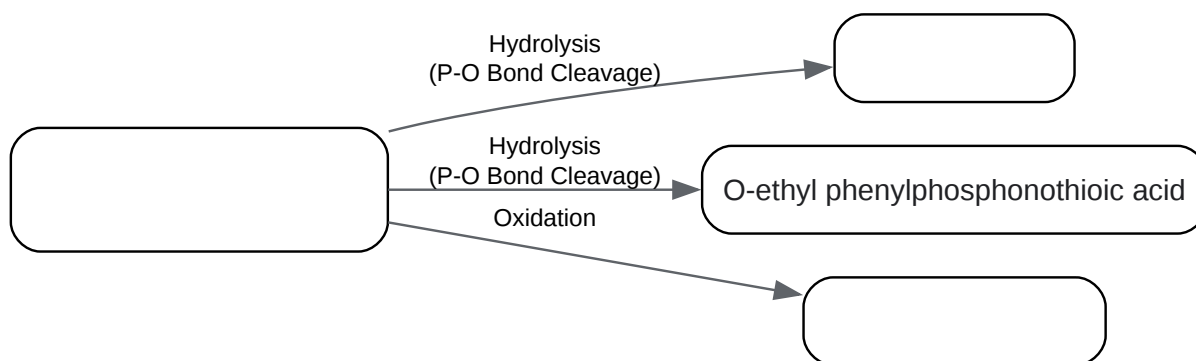 Hydrolysis
(P-O Bond Cleavage)
Hydrolysis
(P-O Bond Cleavage)
O-ethyl phenylphosphonothioic acid
Oxidation